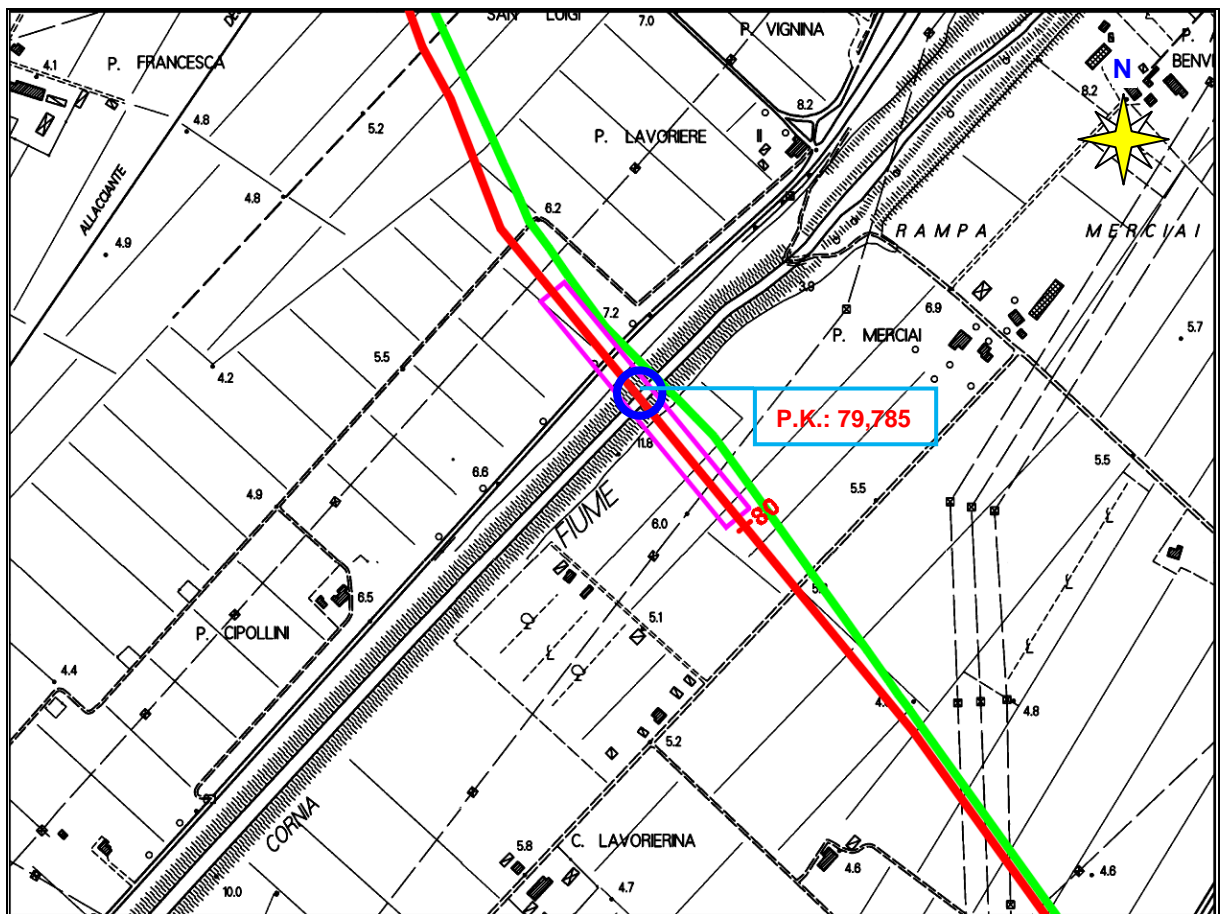 SAN LUIGI
7.0
P. VIGNINA
P. FRANCESCA
4.1
BENVI
N
8.2
8.2
5.2
4.8
P. LAVORIERE
ALLACCIANTE
4.8
6.2
4.9
RAMPA MERCIAI
3.9
7.2
6.9
P. MERCIAI
5.7
5.5
4.2
P.K.: 79,785
11.8
6.6
5.5
5.5
4.9
80
FIUME
6.0
6.5
5.1
P. CIPOLLINI
4.4
4.8
5.2
CORNIA
C. LAVORIERINA
5.8
4.6
4.6
10.0
4.7